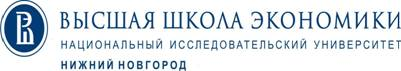 ВЫСШАЯ ШКОЛА ЭКОНОМИКИ
НАЦИОНАЛЬНЫЙ ИССЛЕДОВАТЕЛЬСКИЙ УНИВЕРСИТЕТ
НИЖНИЙ НОВГОРОД